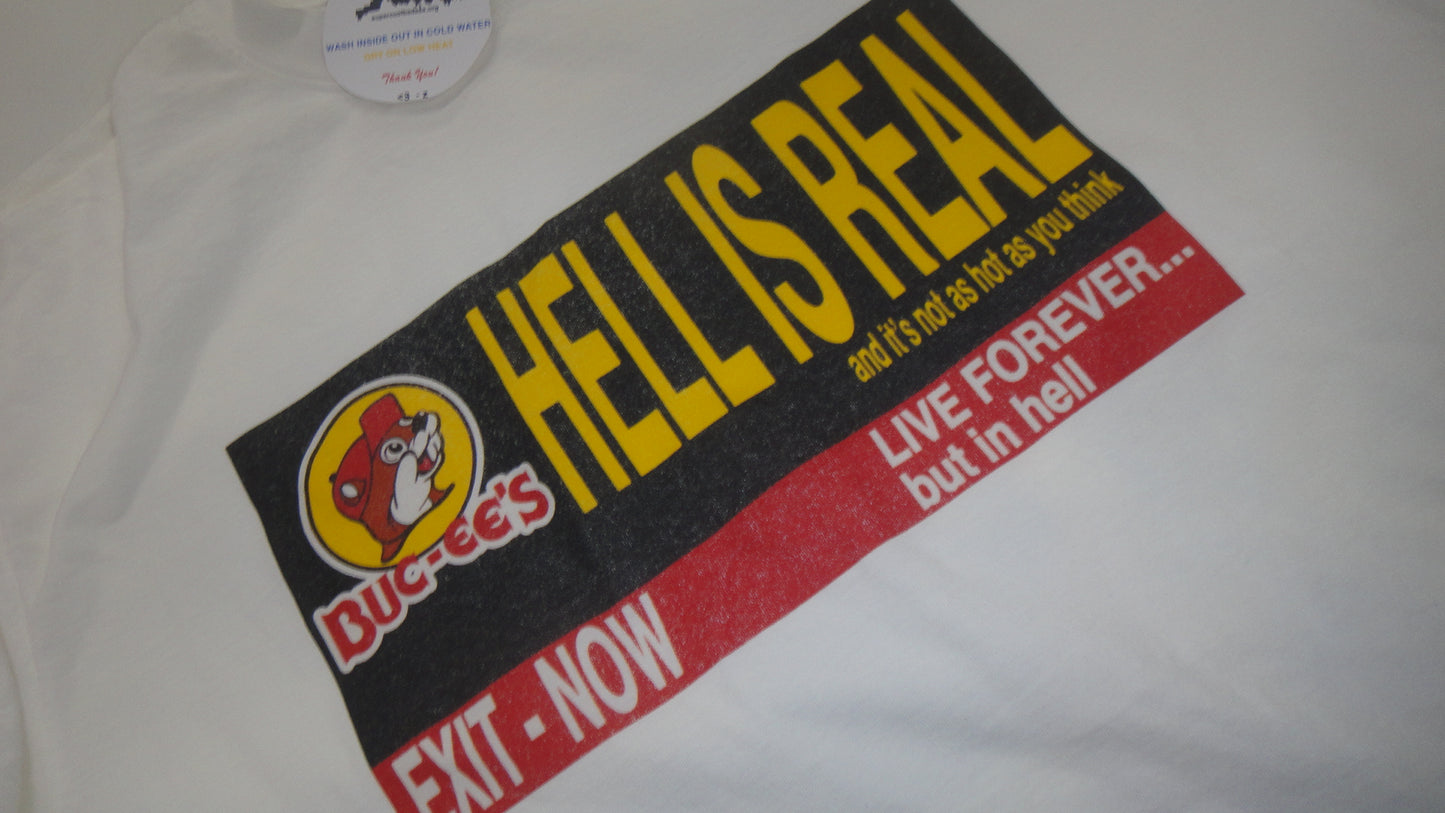 WASH INSIDE OUT IN COLD WATER
DRY ON LOW HEAT
Thank You!
HELL IS REAL
and it's not as hot as you think
BUC-EE'S
LIVE FOREVER...
but in hell
EXIT - NOW